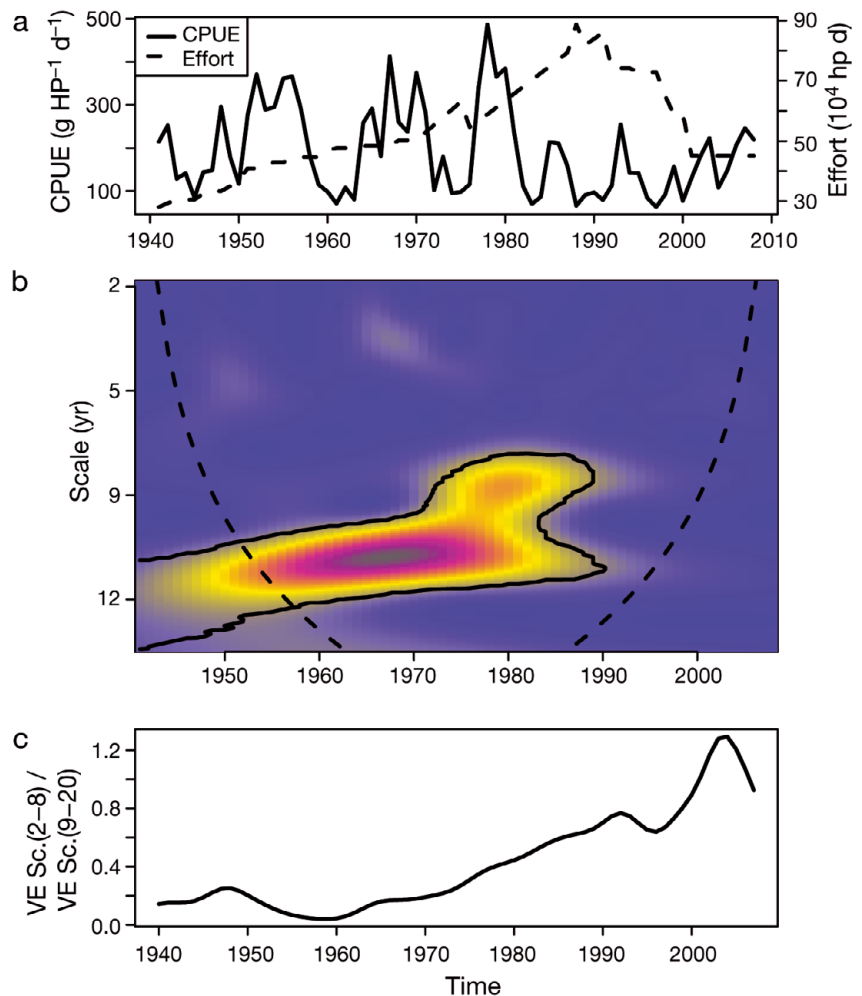 a
CPUE
Effort
CPUE (g HP⁻¹ d⁻¹)
500
300
100
Effort (10⁴ hp d)
90
70
50
30
1940 1950 1960 1970 1980 1990 2000 2010
b
Scale (yr)
2
5
9
12
1950 1960 1970 1980 1990 2000
c
VE Sc.(2–8) /
VE Sc.(9–20)
1.2
0.8
0.4
0.0
1940 1950 1960 1970 1980 1990 2000
Time